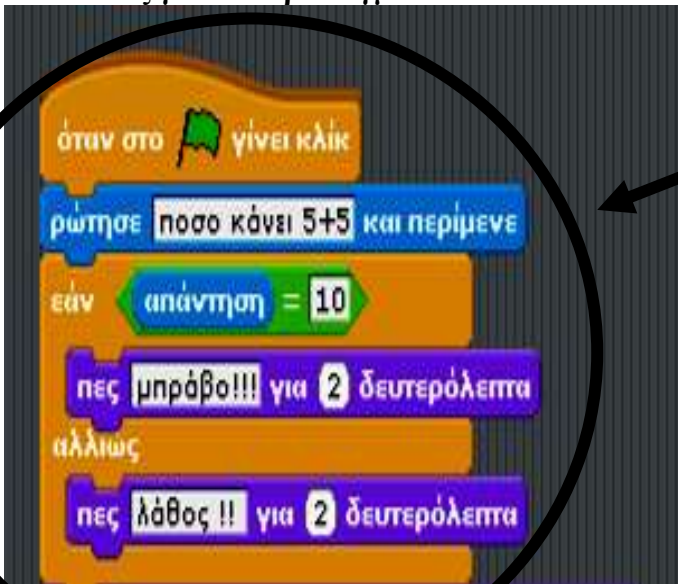 όταν στο γίνει κλίκ
ρώτησε ποσο κάνει 5+5 και περίμενε
εάν απάντηση = 10
πες μπράβο!!! για 2 δευτερόλεπτα
αλλιώς
πες λάθος !! για 2 δευτερόλεπτα